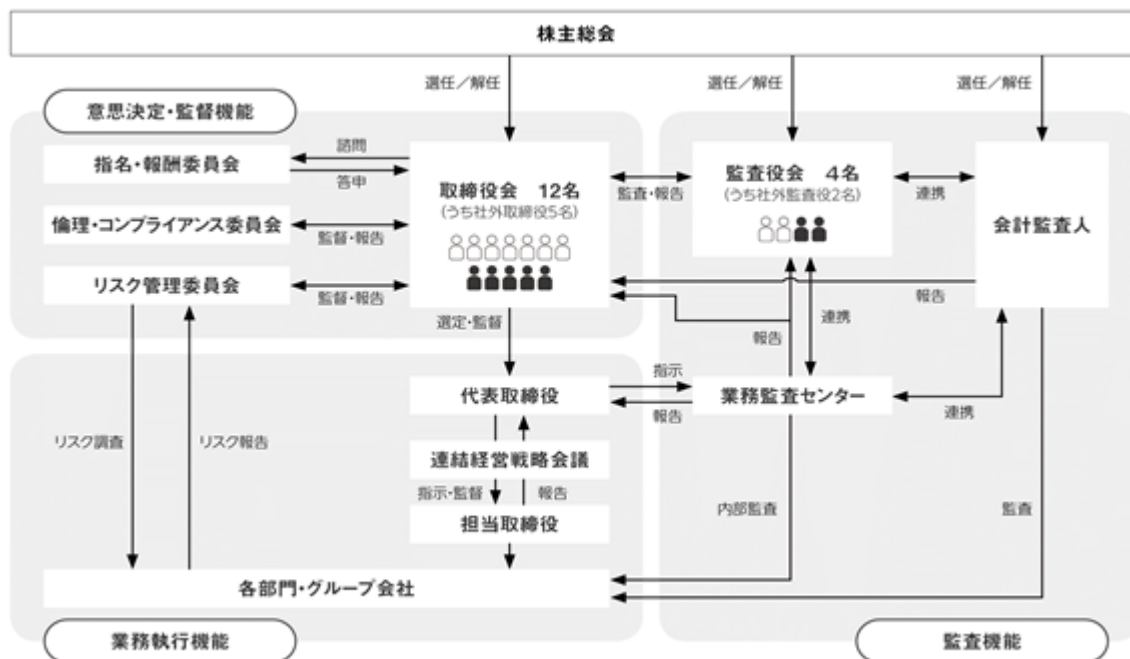 株主総会
選任／解任
選任／解任
選任／解任
意思決定・監督機能
指名・報酬委員会
諮問
答申
倫理・コンプライアンス委員会
監督・報告
リスク管理委員会
監督・報告
取締役会 12名
（うち社外取締役5名）
監査・報告
監査役会 4名
（うち社外監査役2名）
連携
会計監査人
報告
選定・監督
報告
連携
代表取締役
指示
報告
業務監査センター
連携
リスク調査
リスク報告
連結経営戦略会議
指示・監督
報告
担当取締役
内部監査
監査
各部門・グループ会社
業務執行機能
監査機能